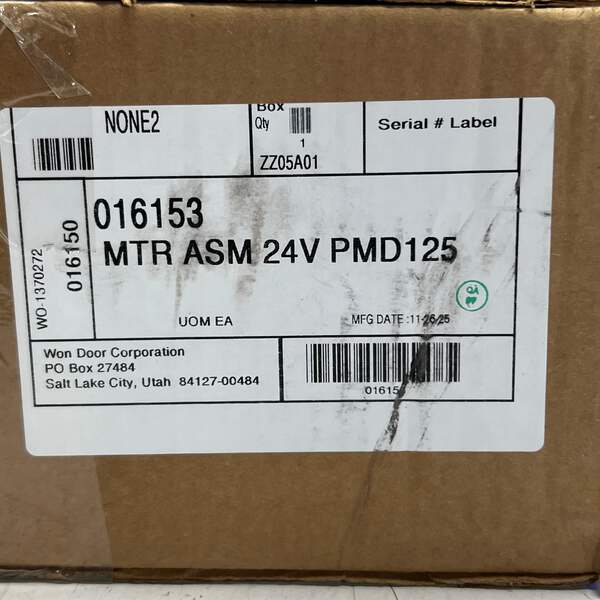 NONE2
Box
Qty
1
ZZ05A01
Serial # Label
WO-1370272
016150
016153
MTR ASM 24V PMD125
UOM EA
MFG DATE :11-26-25
Won Door Corporation
PO Box 27484
Salt Lake City, Utah 84127-00484